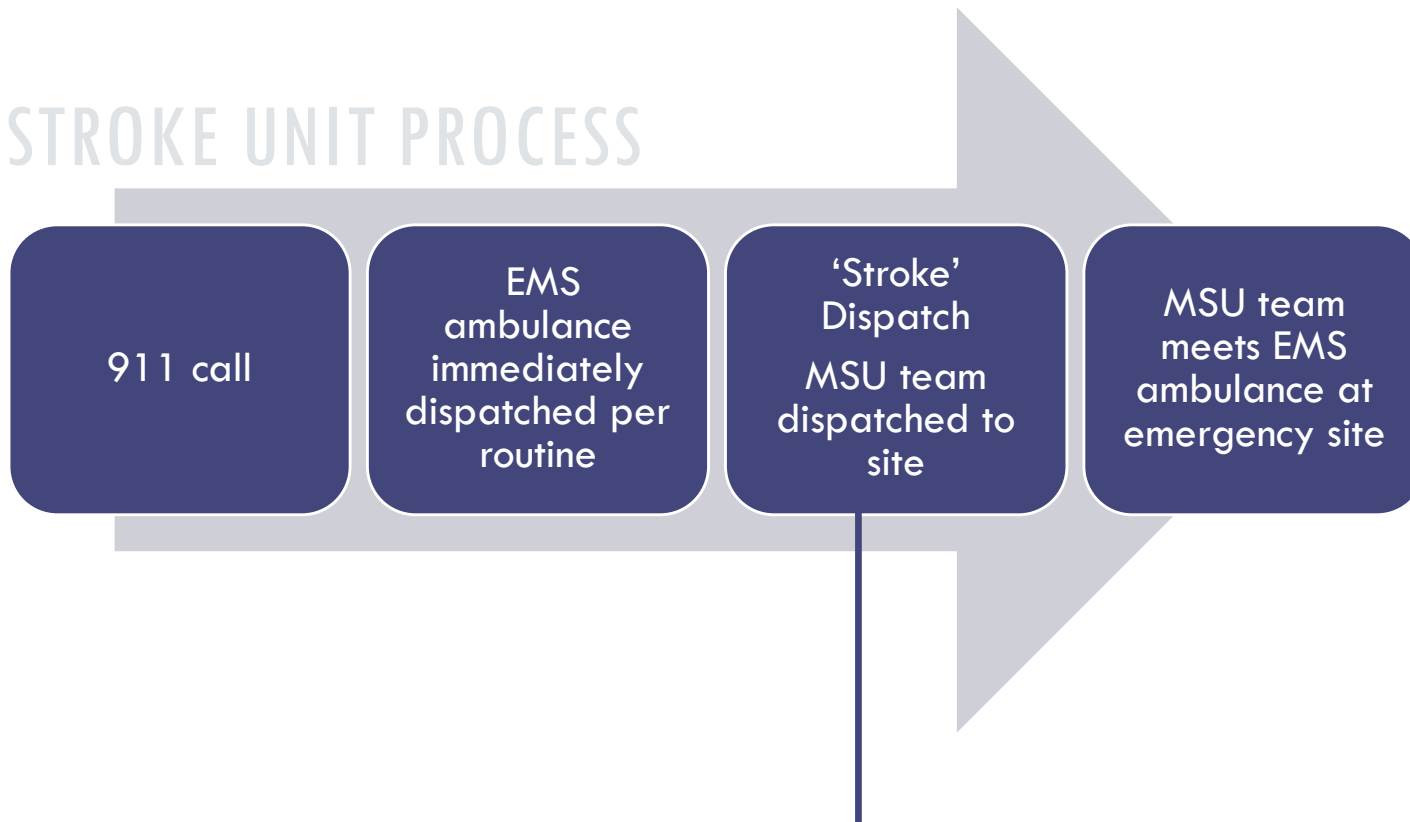 STROKE UNIT PROCESS
911 call
EMS
ambulance
immediately
dispatched per
routine
‘Stroke’
Dispatch
MSU team
dispatched to
site
MSU team
meets EMS
ambulance at
emergency site